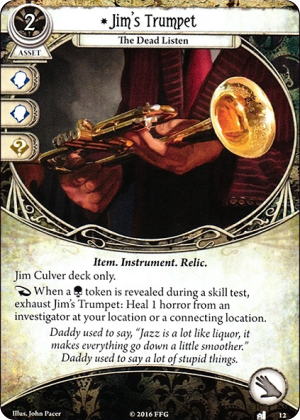 2
Jim's Trumpet
ASSET
The Dead Listen
Item. Instrument. Relic.
Jim Culver deck only.
When a token is revealed during a skill test,
exhaust Jim's Trumpet: Heal 1 horror from an
investigator at your location or a connecting location.
Daddy used to say, “Jazz is a lot like liquor, it
makes everything go down a little smoother.”
Daddy used to say a lot of stupid things.
Illus. John Pacer
© 2016 FFG
12